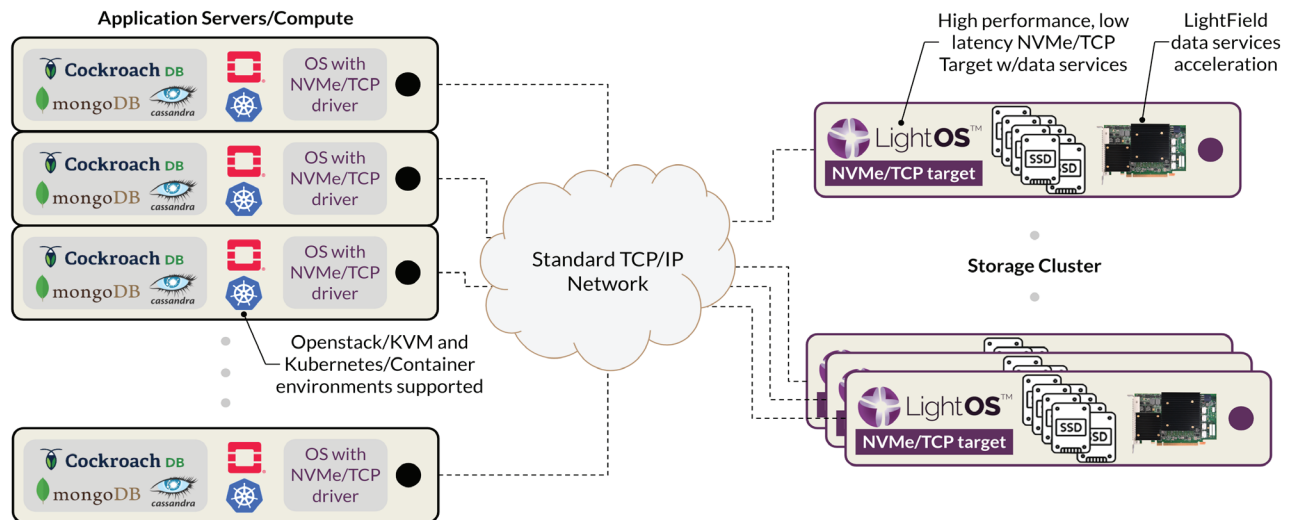 Application Servers/Compute
Cockroach DB
mongoDB
cassandra
OS with
NVMe/TCP
driver
Cockroach DB
mongoDB
cassandra
OS with
NVMe/TCP
driver
Cockroach DB
mongoDB
cassandra
OS with
NVMe/TCP
driver
Openstack/KVM and
Kubernetes/Container
environments supported
Cockroach DB
mongoDB
cassandra
OS with
NVMe/TCP
driver
Standard TCP/IP
Network
High performance, low
latency NVMe/TCP
Target w/data services
LightField
data services
acceleration
LightOS™
NVMe/TCP target
SSD
SD
Storage Cluster
LightOS™
NVMe/TCP target
SSD
SD